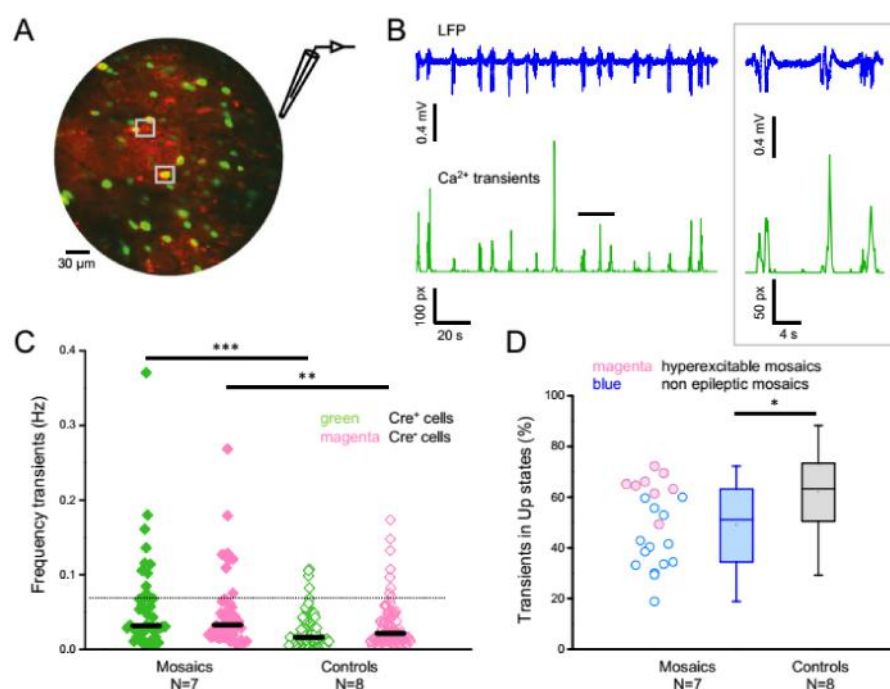 A
30 µm
B
LFP
0.4 mV
0.4 mV
Ca²⁺ transients
100 px
20 s
50 px
4 s
C
Frequency transients (Hz)
0.4
0.3
0.2
0.1
0.0
***
**
green Cre⁺ cells
magenta Cre⁻ cells
Mosaics
N=7
Controls
N=8
D
magenta hyperexcitable mosaics
blue non epileptic mosaics
Transients in Up states (%)
100
80
60
40
20
0
*
Mosaics
N=7
Controls
N=8